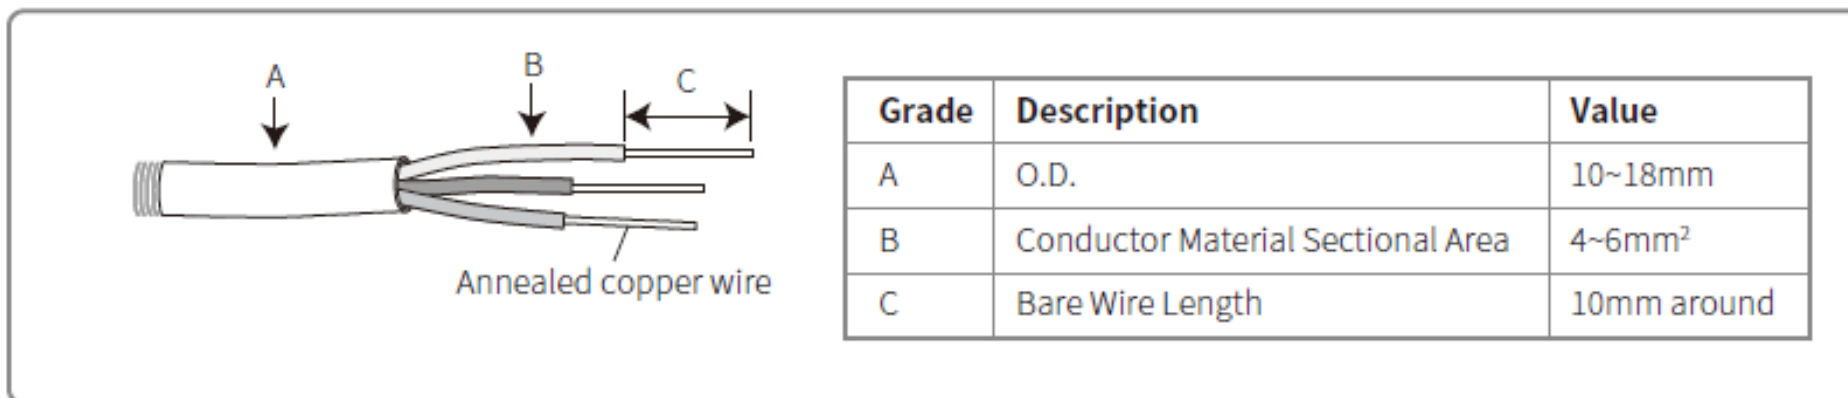 A
B
C
Annealed copper wire
Grade Description Value
A O.D. 10~18mm
B Conductor Material Sectional Area 4~6mm²
C Bare Wire Length 10mm around